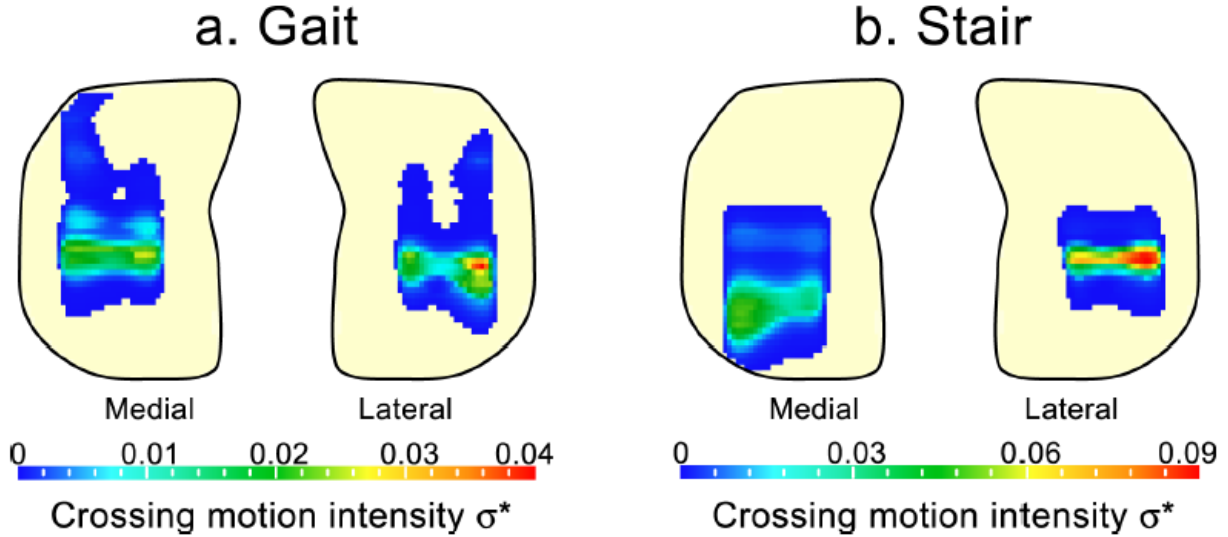 a. Gait
b. Stair
Medial
Lateral
Medial
Lateral
0 0.01 0.02 0.03 0.04
0 0.03 0.06 0.09
Crossing motion intensity σ*
Crossing motion intensity σ*